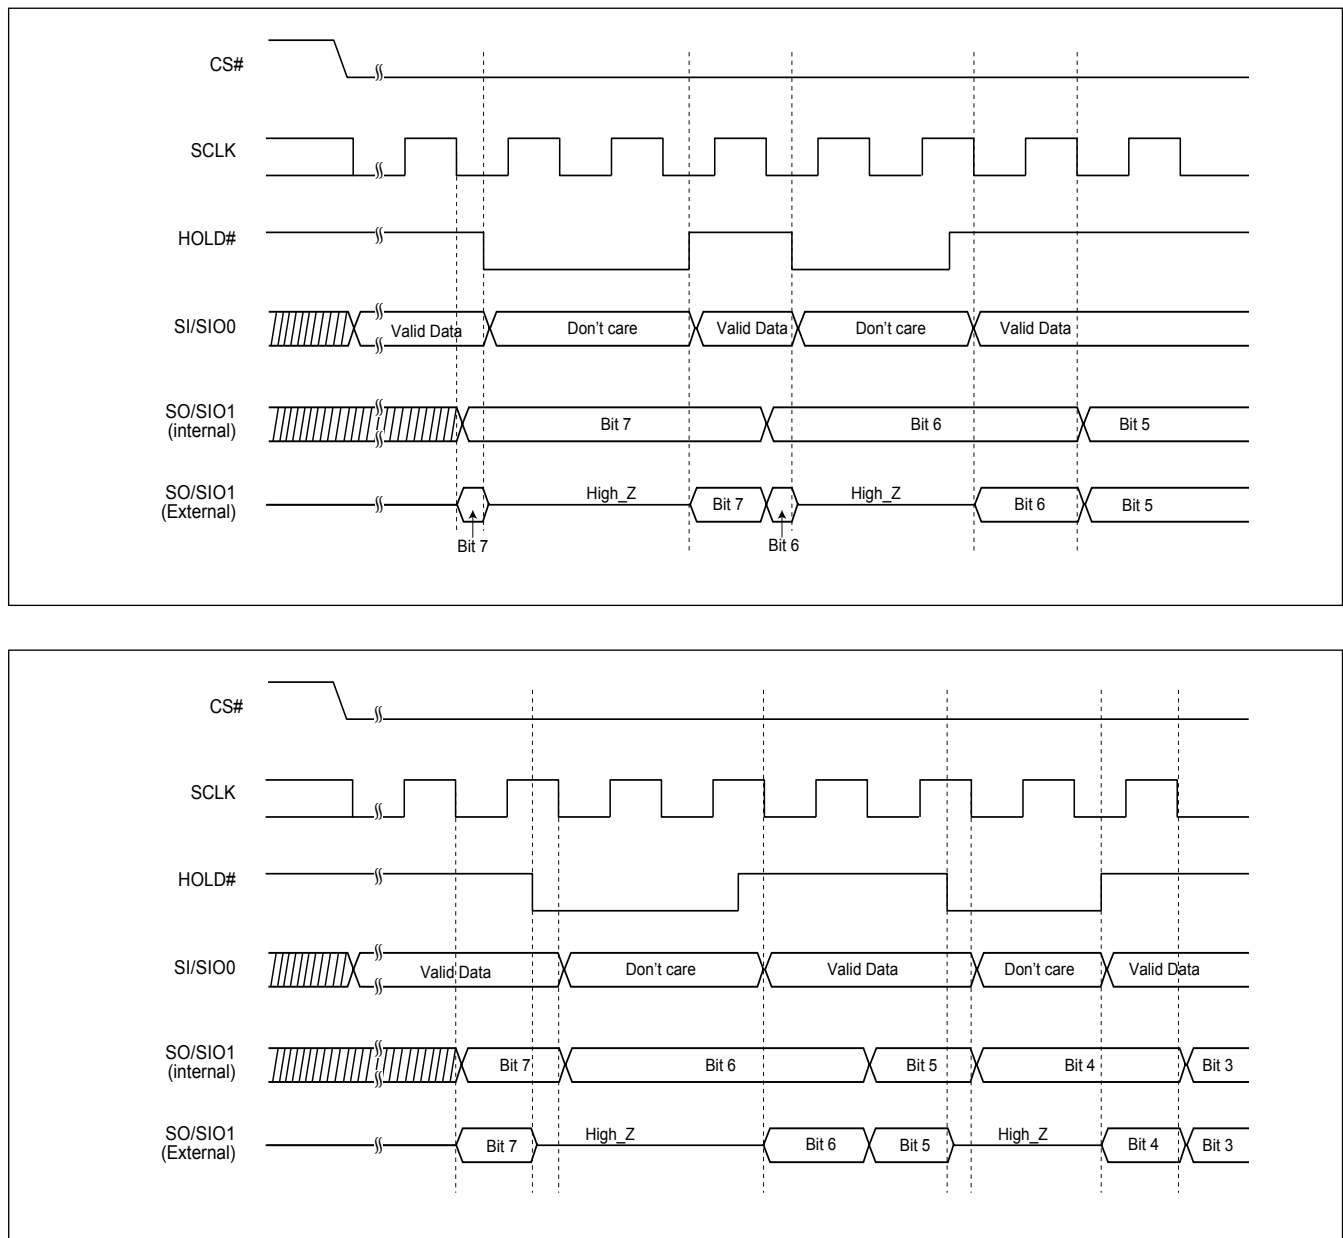 CS#
SCLK
HOLD#
SI/SIO0
Valid Data
Don't care
Valid Data
Don't care
Valid Data
SO/SIO1
(internal)
Bit 7
Bit 6
Bit 5
SO/SIO1
(External)
High_Z
Bit 7
High_Z
Bit 6
Bit 5
Bit 7
Bit 6
CS#
SCLK
HOLD#
SI/SIO0
Valid Data
Don't care
Valid Data
Don't care
Valid Data
SO/SIO1
(internal)
Bit 7
Bit 6
Bit 5
Bit 4
Bit 3
SO/SIO1
(External)
Bit 7
High_Z
Bit 6
Bit 5
High_Z
Bit 4
Bit 3